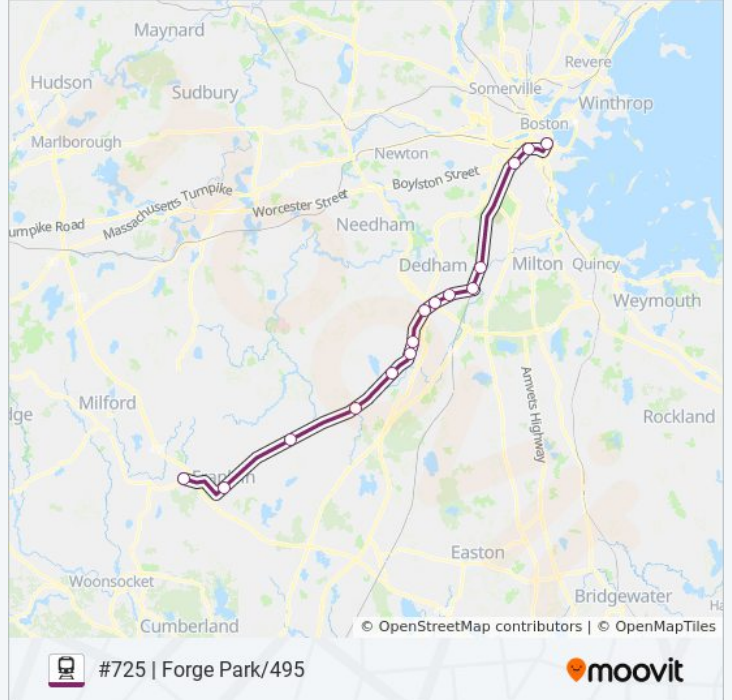 Maynard
Revere
Hudson
Sudbury
Somerville
Winthrop
Boston
Marlborough
Newton
Boylston Street
Massachusetts Turnpike
Worcester Street
umpike Road
Needham
Dedham
Milton
Quincy
Weymouth
Amvets Highway
Milford
dge
Rockland
Franklin
Easton
Woonsocket
Bridgewater
Ha
Cumberland
© OpenStreetMap contributors | © OpenMapTiles
#725 | Forge Park/495
moovit